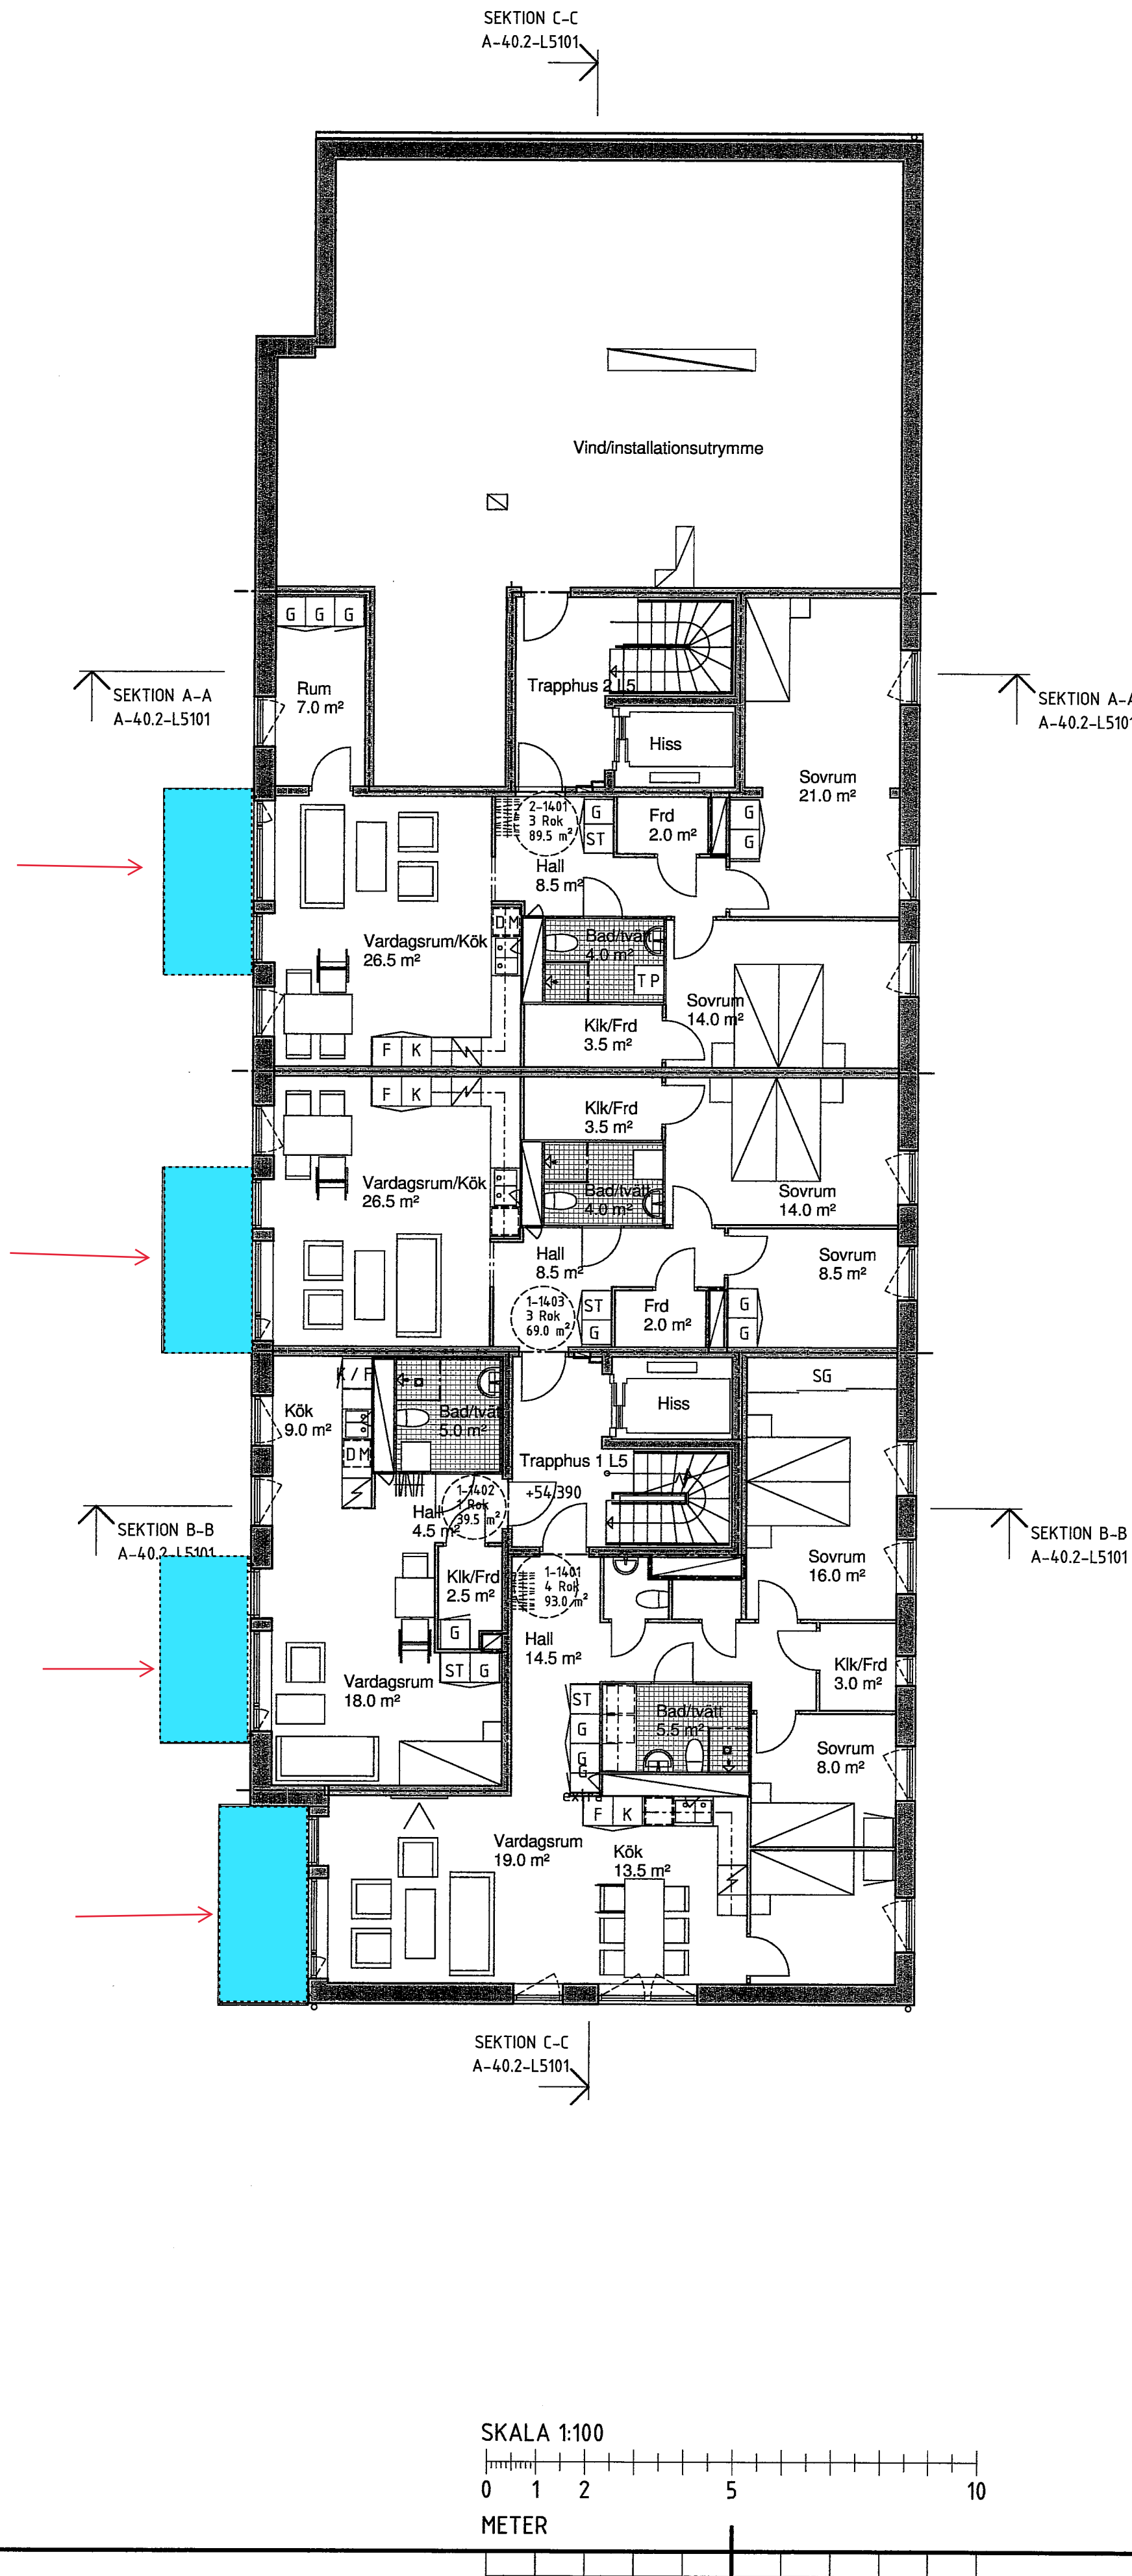 SEKTION C-C
A-40.2-L5101
Vind/installationsutrymme
G G G
Rum
7.0 m²
Trapphus 2 L5
SEKTION A-A
A-40.2-L5101
SEKTION A-A
A-40.2-L5101
Hiss
Sovrum
21.0 m²
2-1401
3 Rok
89.5 m²
G
ST
Frd
2.0 m²
G
G
Hall
8.5 m²
DM
Vardagsrum/Kök
26.5 m²
Bad/tvätt
4.0 m²
TP
Sovrum
14.0 m²
Klk/Frd
3.5 m²
F K
F K
Klk/Frd
3.5 m²
Vardagsrum/Kök
26.5 m²
Bad/tvätt
4.0 m²
Sovrum
14.0 m²
Hall
8.5 m²
Sovrum
8.5 m²
1-1403
3 Rok
69.0 m²
ST
G
Frd
2.0 m²
G
G
K/F
SG
Kök
9.0 m²
Bad/tvätt
5.0 m²
Hiss
DM
Trapphus 1 L5
+54.390
1-1402
1 Rok
39.5 m²
Hall
4.5 m²
SEKTION B-B
A-40.2-L5101
SEKTION B-B
A-40.2-L5101
Sovrum
16.0 m²
Klk/Frd
2.5 m²
1-1401
4 Rok
93.0 m²
G
Hall
14.5 m²
ST G
Klk/Frd
3.0 m²
Vardagsrum
18.0 m²
ST
G
G
G
extra
Bad/tvätt
5.5 m²
Sovrum
8.0 m²
F K
Vardagsrum
19.0 m²
Kök
13.5 m²
SEKTION C-C
A-40.2-L5101
SKALA 1:100
0 1 2 5 10
METER